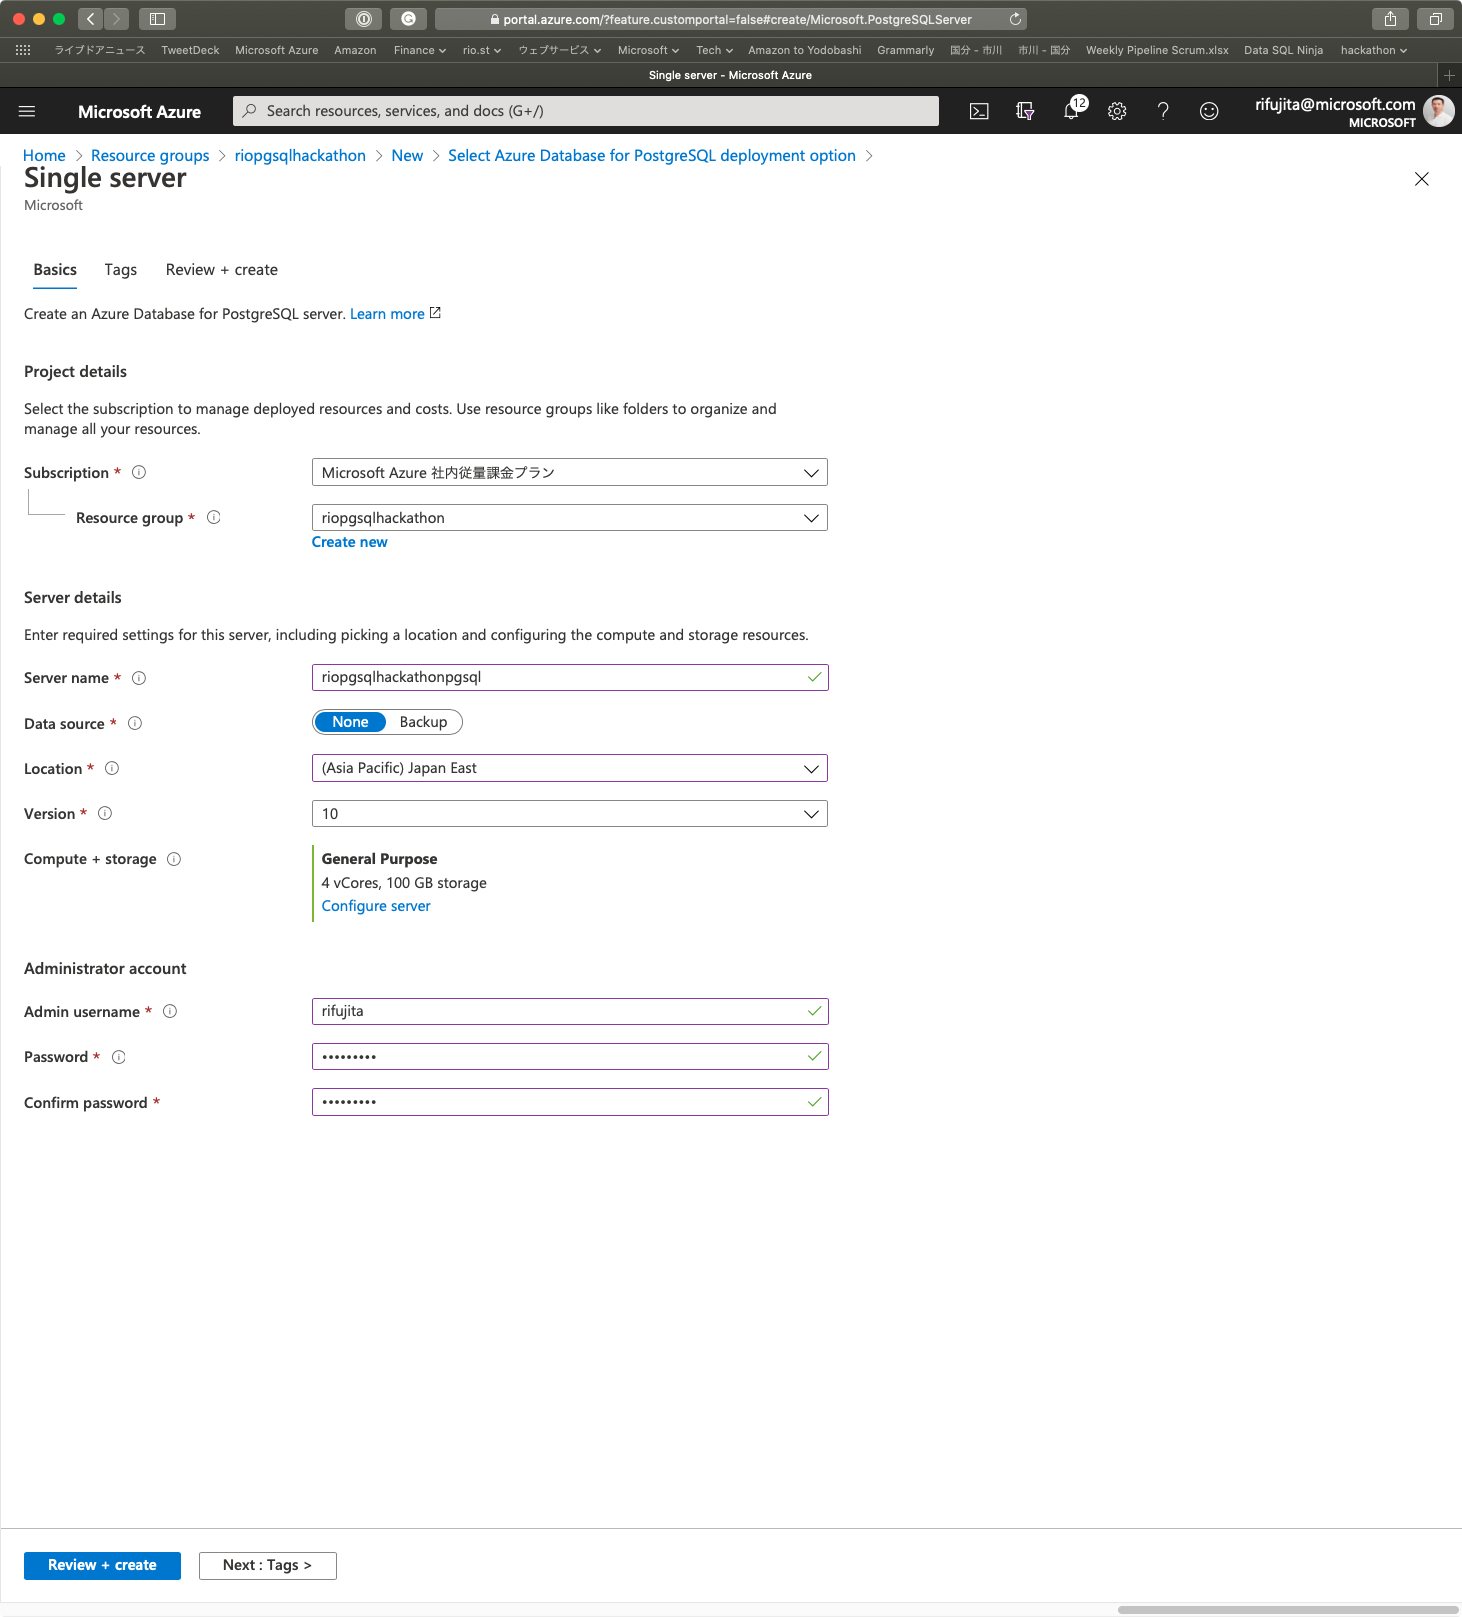 portal.azure.com/?feature.customportal=false#create/Microsoft.PostgreSQLServer
ライブドアニュース TweetDeck Microsoft Azure Amazon Finance rio.st ウェブサービス Microsoft Tech Amazon to Yodobashi Grammarly 国分 - 市川 市川 - 国分 Weekly Pipeline Scrum.xlsx Data SQL Ninja hackathon
Single server - Microsoft Azure
Microsoft Azure Search resources, services, and docs (G+/) 12 rifujita@microsoft.com
MICROSOFT
Home > Resource groups > riopgsqlhackathon > New > Select Azure Database for PostgreSQL deployment option >
Single server
Microsoft
Basics Tags Review + create
Create an Azure Database for PostgreSQL server. Learn more
Project details
Select the subscription to manage deployed resources and costs. Use resource groups like folders to organize and
manage all your resources.
Subscription * Microsoft Azure 社内従量課金プラン
Resource group * riopgsqlhackathon
Create new
Server details
Enter required settings for this server, including picking a location and configuring the compute and storage resources.
Server name * riopgsqlhackathonpgsql
Data source * None Backup
Location * (Asia Pacific) Japan East
Version * 10
Compute + storage General Purpose
4 vCores, 100 GB storage
Configure server
Administrator account
Admin username * rifujita
Password * •••••••••
Confirm password * •••••••••
Review + create Next : Tags >